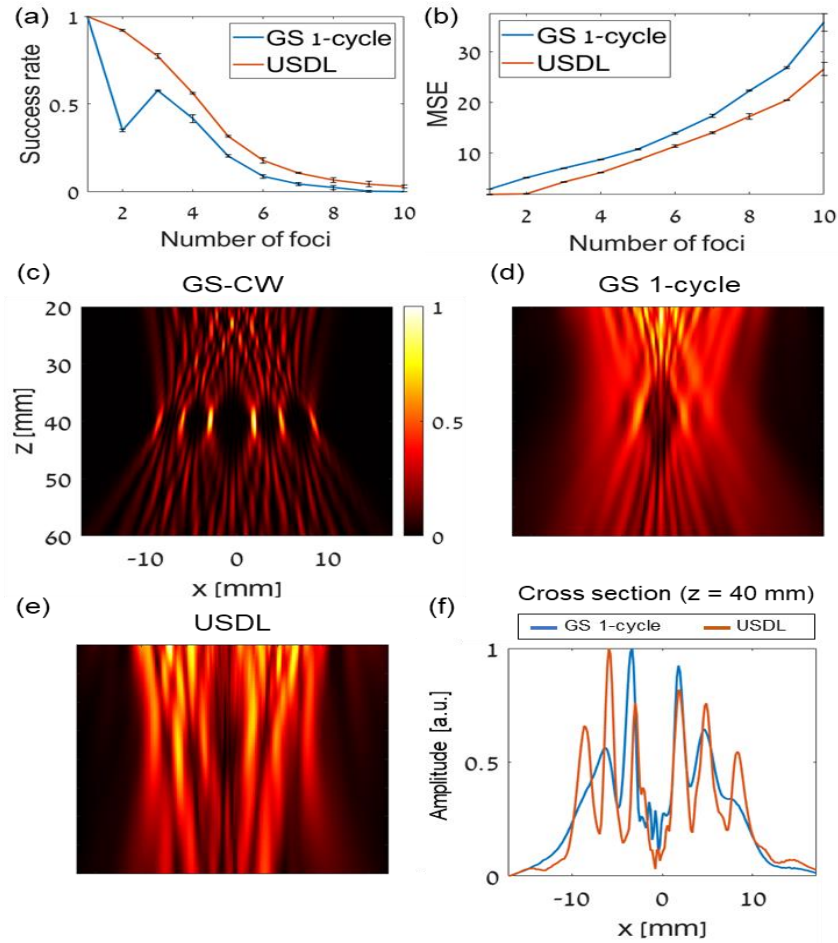 (a)
1
0.5
0
Success rate
GS 1-cycle
USDL
2 4 6 8 10
Number of foci
(b)
30
20
10
MSE
GS 1-cycle
USDL
2 4 6 8 10
Number of foci
(c)
GS-CW
20
30
40
50
60
z [mm]
-10 0 10
x [mm]
1
0.5
0
(d)
GS 1-cycle
(e)
USDL
(f)
Cross section (z = 40 mm)
GS 1-cycle USDL
1
0.5
0
Amplitude [a.u.]
-10 0 10
x [mm]